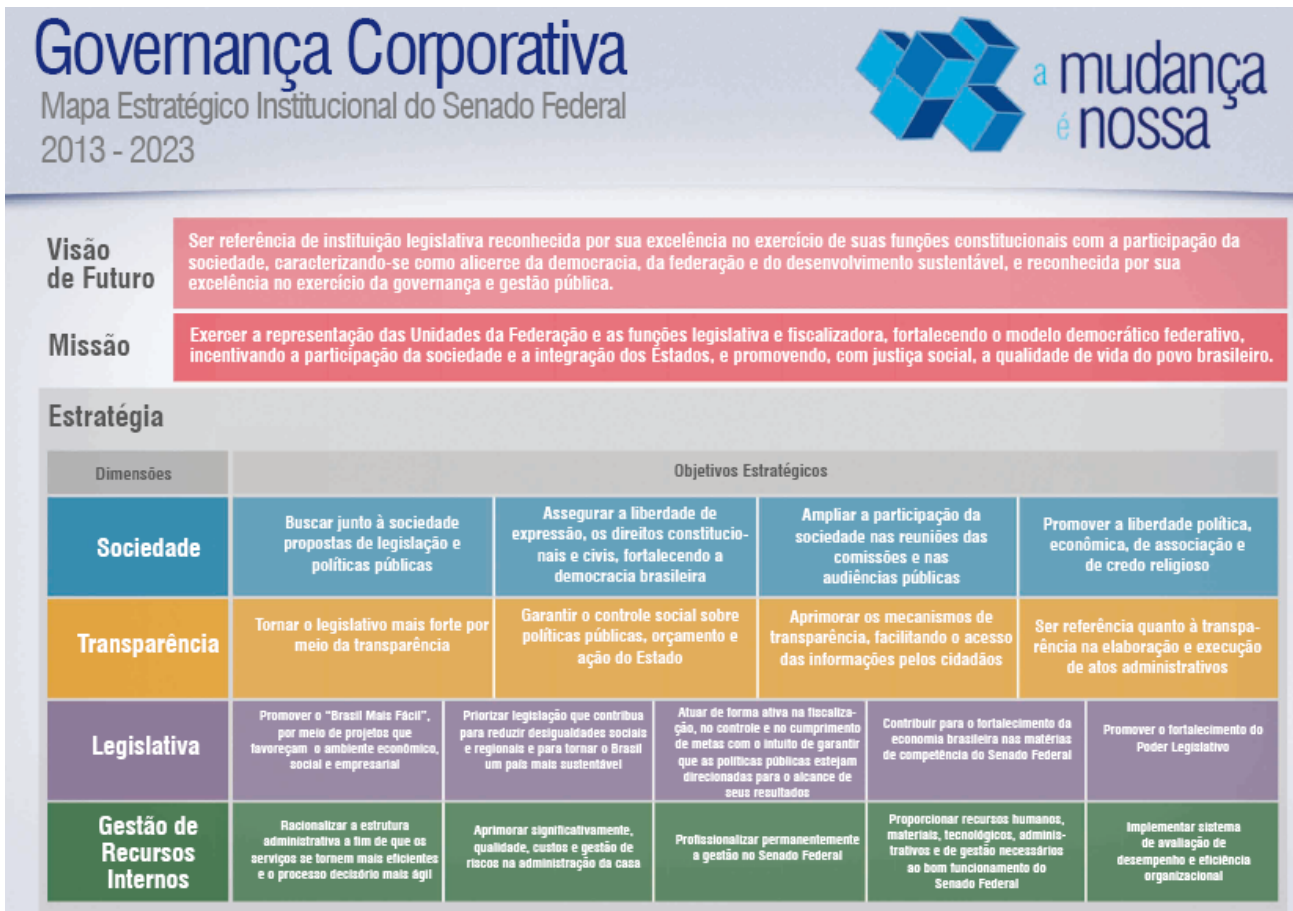 Governança Corporativa
Mapa Estratégico Institucional do Senado Federal
2013 - 2023
a mudança
é nossa
Visão
de Futuro
Ser referência de instituição legislativa reconhecida por sua excelência no exercício de suas funções constitucionais com a participação da
sociedade, caracterizando-se como alicerce da democracia, da federação e do desenvolvimento sustentável, e reconhecida por sua
excelência no exercício da governança e gestão pública.
Missão
Exercer a representação das Unidades da Federação e as funções legislativa e fiscalizadora, fortalecendo o modelo democrático federativo,
incentivando a participação da sociedade e a integração dos Estados, e promovendo, com justiça social, a qualidade de vida do povo brasileiro.
Estratégia
Dimensões
Objetivos Estratégicos
Sociedade
Buscar junto à sociedade
propostas de legislação e
políticas públicas
Assegurar a liberdade de
expressão, os direitos constitucio-
nais e civis, fortalecendo a
democracia brasileira
Ampliar a participação da
sociedade nas reuniões das
comissões e nas
audiências públicas
Promover a liberdade política,
econômica, de associação e
de credo religioso
Transparência
Tornar o legislativo mais forte por
meio da transparência
Garantir o controle social sobre
políticas públicas, orçamento e
ação do Estado
Aprimorar os mecanismos de
transparência, facilitando o acesso
das informações pelos cidadãos
Ser referência quanto à transpa-
rência na elaboração e execução
de atos administrativos
Legislativa
Promover o "Brasil Mais Fácil",
por meio de projetos que
favoreçam o ambiente econômico,
social e empresarial
Priorizar legislação que contribua
para reduzir desigualdades sociais
e regionais e para tornar o Brasil
um país mais sustentável
Atuar de forma ativa na fiscaliza-
ção, no controle e no cumprimento
de metas com o intuito de garantir
que as políticas públicas estejam
direcionadas para o alcance de
seus resultados
Contribuir para o fortalecimento da
economia brasileira nas matérias
de competência do Senado Federal
Promover o fortalecimento do
Poder Legislativo
Gestão de
Recursos
Internos
Racionalizar a estrutura
administrativa a fim de que os
serviços se tornem mais eficientes
e o processo decisório mais ágil
Aprimorar significativamente,
qualidade, custos e gestão de
riscos na administração da casa
Profissionalizar permanentemente
a gestão no Senado Federal
Proporcionar recursos humanos,
materiais, tecnológicos, adminis-
trativos e de gestão necessários
ao bom funcionamento do
Senado Federal
Implementar sistema
de avaliação de
desempenho e eficiência
organizacional